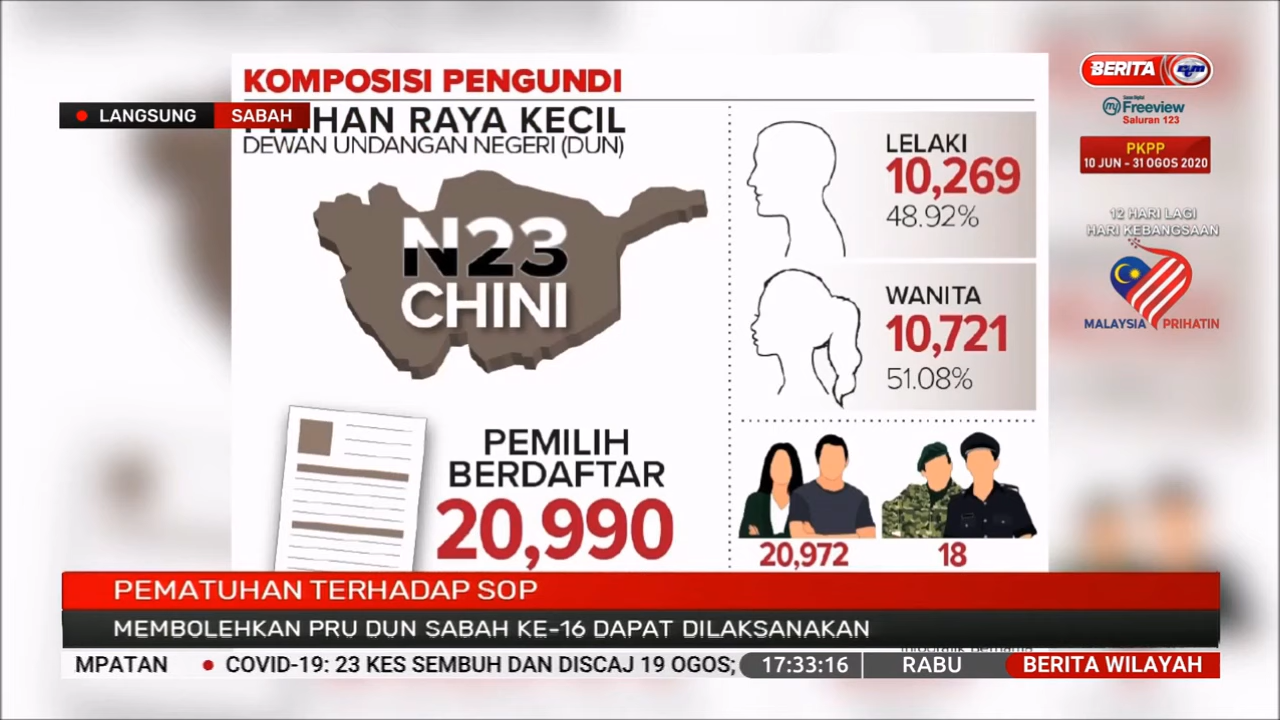 KOMPOSISI PENGUNDI
LANGSUNG SABAH
PILIHAN RAYA KECIL
DEWAN UNDANGAN NEGERI (DUN)
N23
CHINI
PEMILIH
BERDAFTAR
20,990
LELAKI
10,269
48.92%
WANITA
10,721
51.08%
20,972
18
BERITA rtm
myFreeview
Saluran 123
PKPP
10 JUN - 31 OGOS 2020
12 HARI LAGI
HARI KEBANGSAAN
MALAYSIA PRIHATIN
PEMATUHAN TERHADAP SOP
MEMBOLEHKAN PRU DUN SABAH KE-16 DAPAT DILAKSANAKAN
MPATAN • COVID-19: 23 KES SEMBUH DAN DISCAJ 19 OGOS; 17:33:16 RABU BERITA WILAYAH